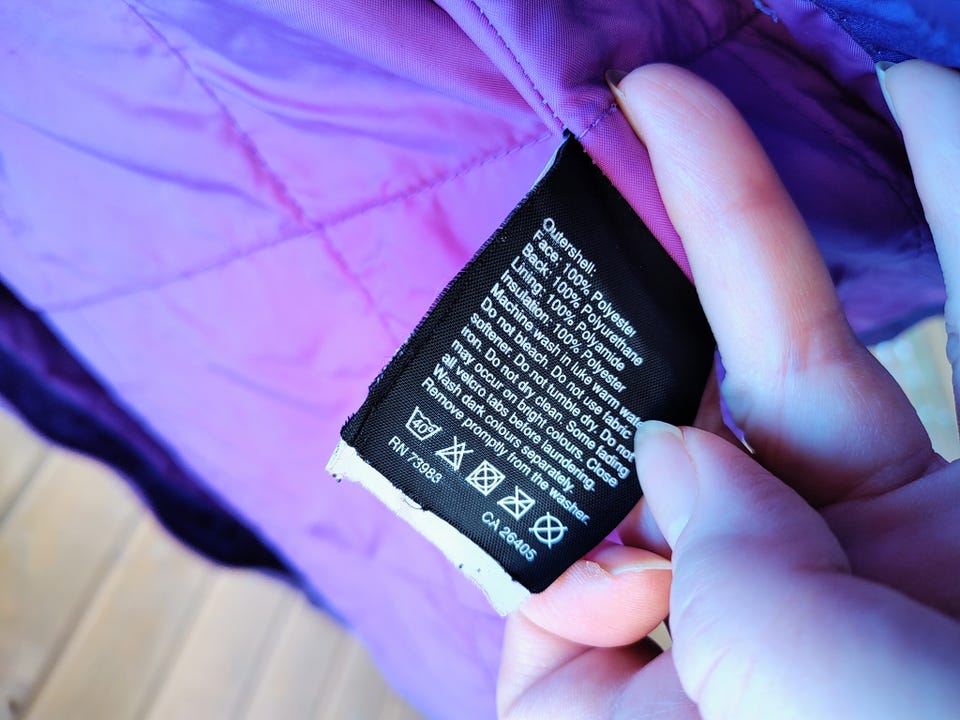 Outershell:
Face: 100% Polyester
Back: 100% Polyurethane
Lining: 100% Polyamide
Insulation: 100% Polyester
Machine wash in luke warm
Do not bleach. Do not use fabric
softener. Do not tumble dry. Do not
iron. Do not dry clean. Some fading
may occur on bright colours. Close
all velcro tabs before laundering.
Wash dark colours separately.
Remove promptly from the washer.
40°
RN 73983
CA 26405